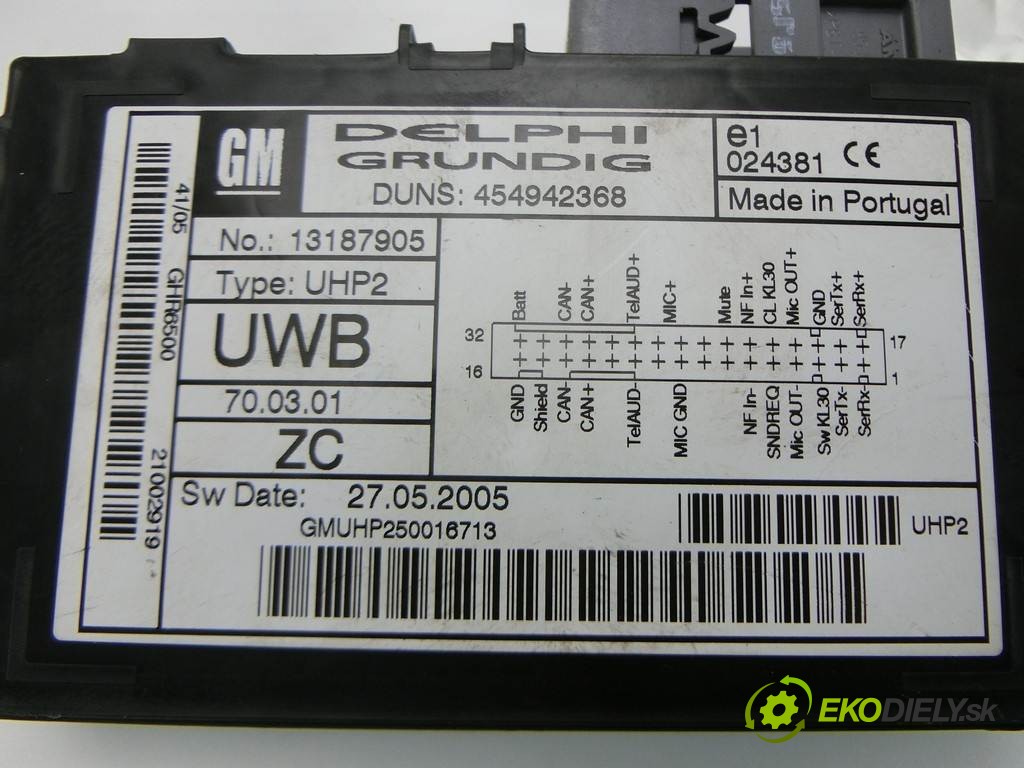 GM
DELPHI
GRUNDIG
DUNS: 454942368
e1
024381 CE
Made in Portugal
41/05 GHR6500 21002919
No.: 13187905
Type: UHP2
UWB
70.03.01
ZC
Batt CAN- CAN+ TelAUD+ MIC+ Mute NF In+ CL KL30 Mic OUT+ GND SerTx+ SerRx+
32 17
16 1
GND Shield CAN- CAN+ TelAUD- MIC GND NF In- SNDREQ Mic OUT- Sw KL30 SerTx- SerRx-
Sw Date: 27.05.2005
GMUHP250016713
UHP2
EKODIELY.sk